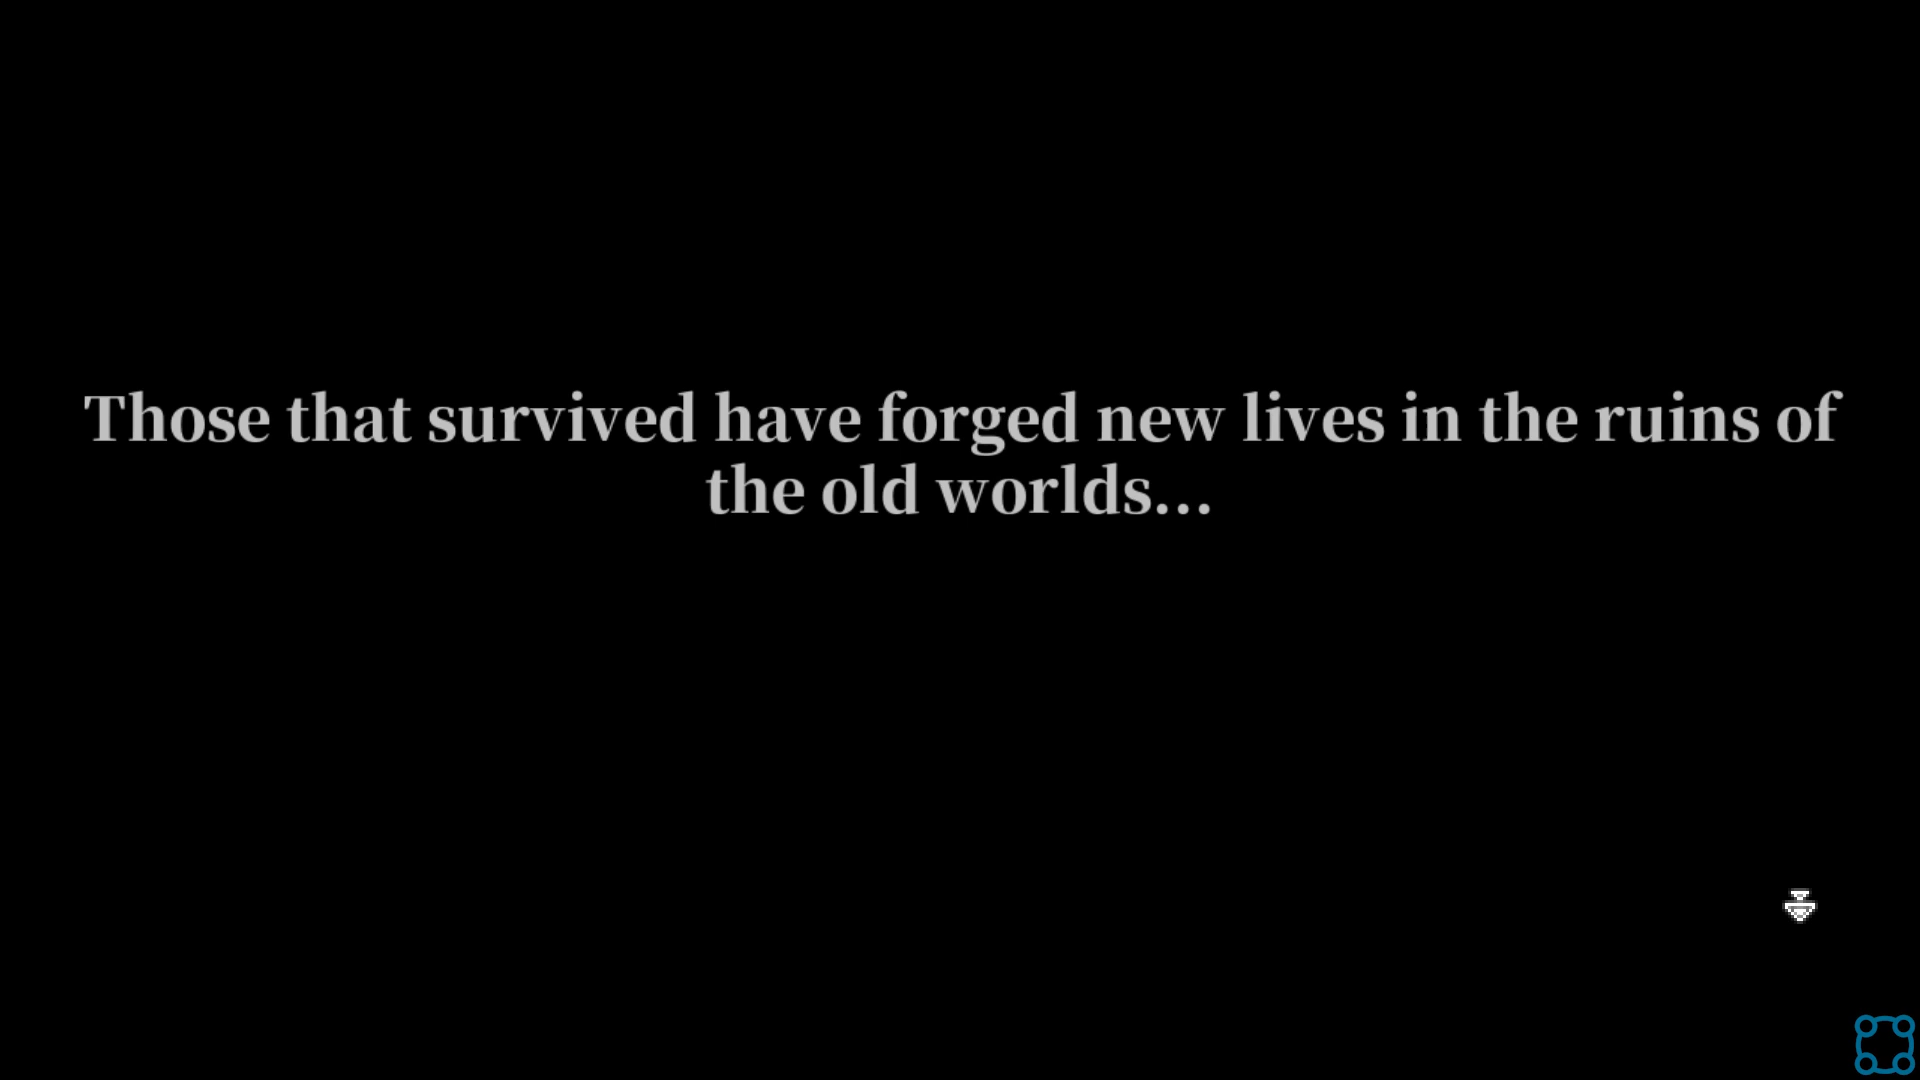 Those that survived have forged new lives in the ruins of
the old worlds...